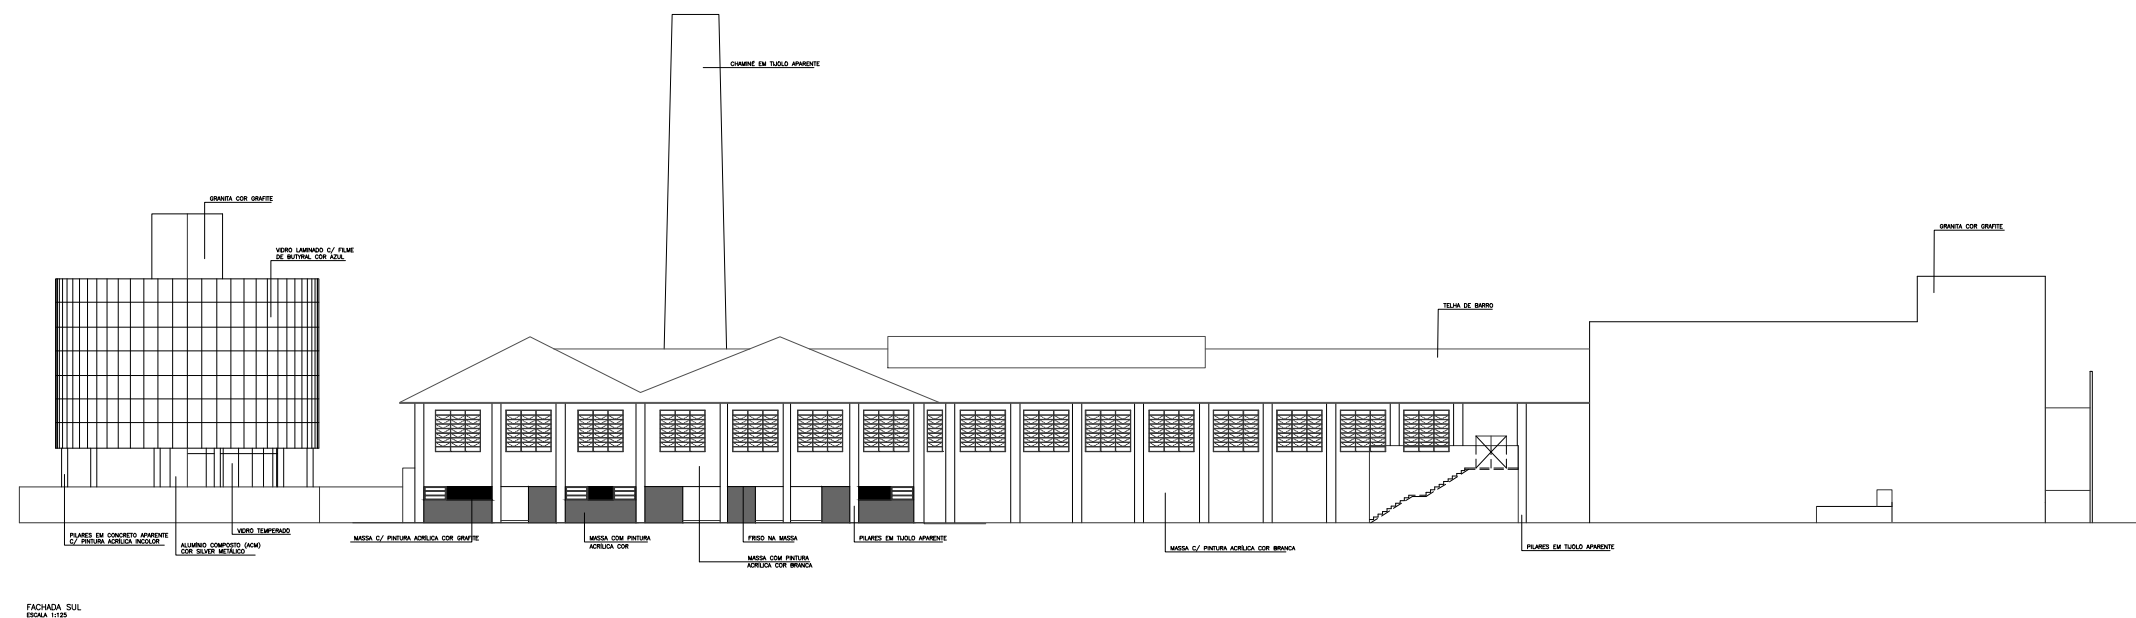 CHAMINÉ EM TIJOLO APARENTE
GRANITA COR GRAFITE
GRANITA COR GRAFITE
VIDRO LAMINADO C/ FILME
DE BUTYRAL COR AZUL
TELHA DE BARRO
PILARES EM CONCRETO APARENTE
C/ PINTURA ACRÍLICA INCOLOR
ALUMÍNIO COMPOSTO (ACM)
COR SILVER METÁLICO
VIDRO TEMPERADO
MASSA C/ PINTURA ACRÍLICA COR GRAFITE
MASSA COM PINTURA
ACRÍLICA COR
FRISO NA MASSA
MASSA COM PINTURA
ACRÍLICA COR BRANCA
PILARES EM TIJOLO APARENTE
MASSA C/ PINTURA ACRÍLICA COR BRANCA
PILARES EM TIJOLO APARENTE
FACHADA SUL
ESCALA 1:125